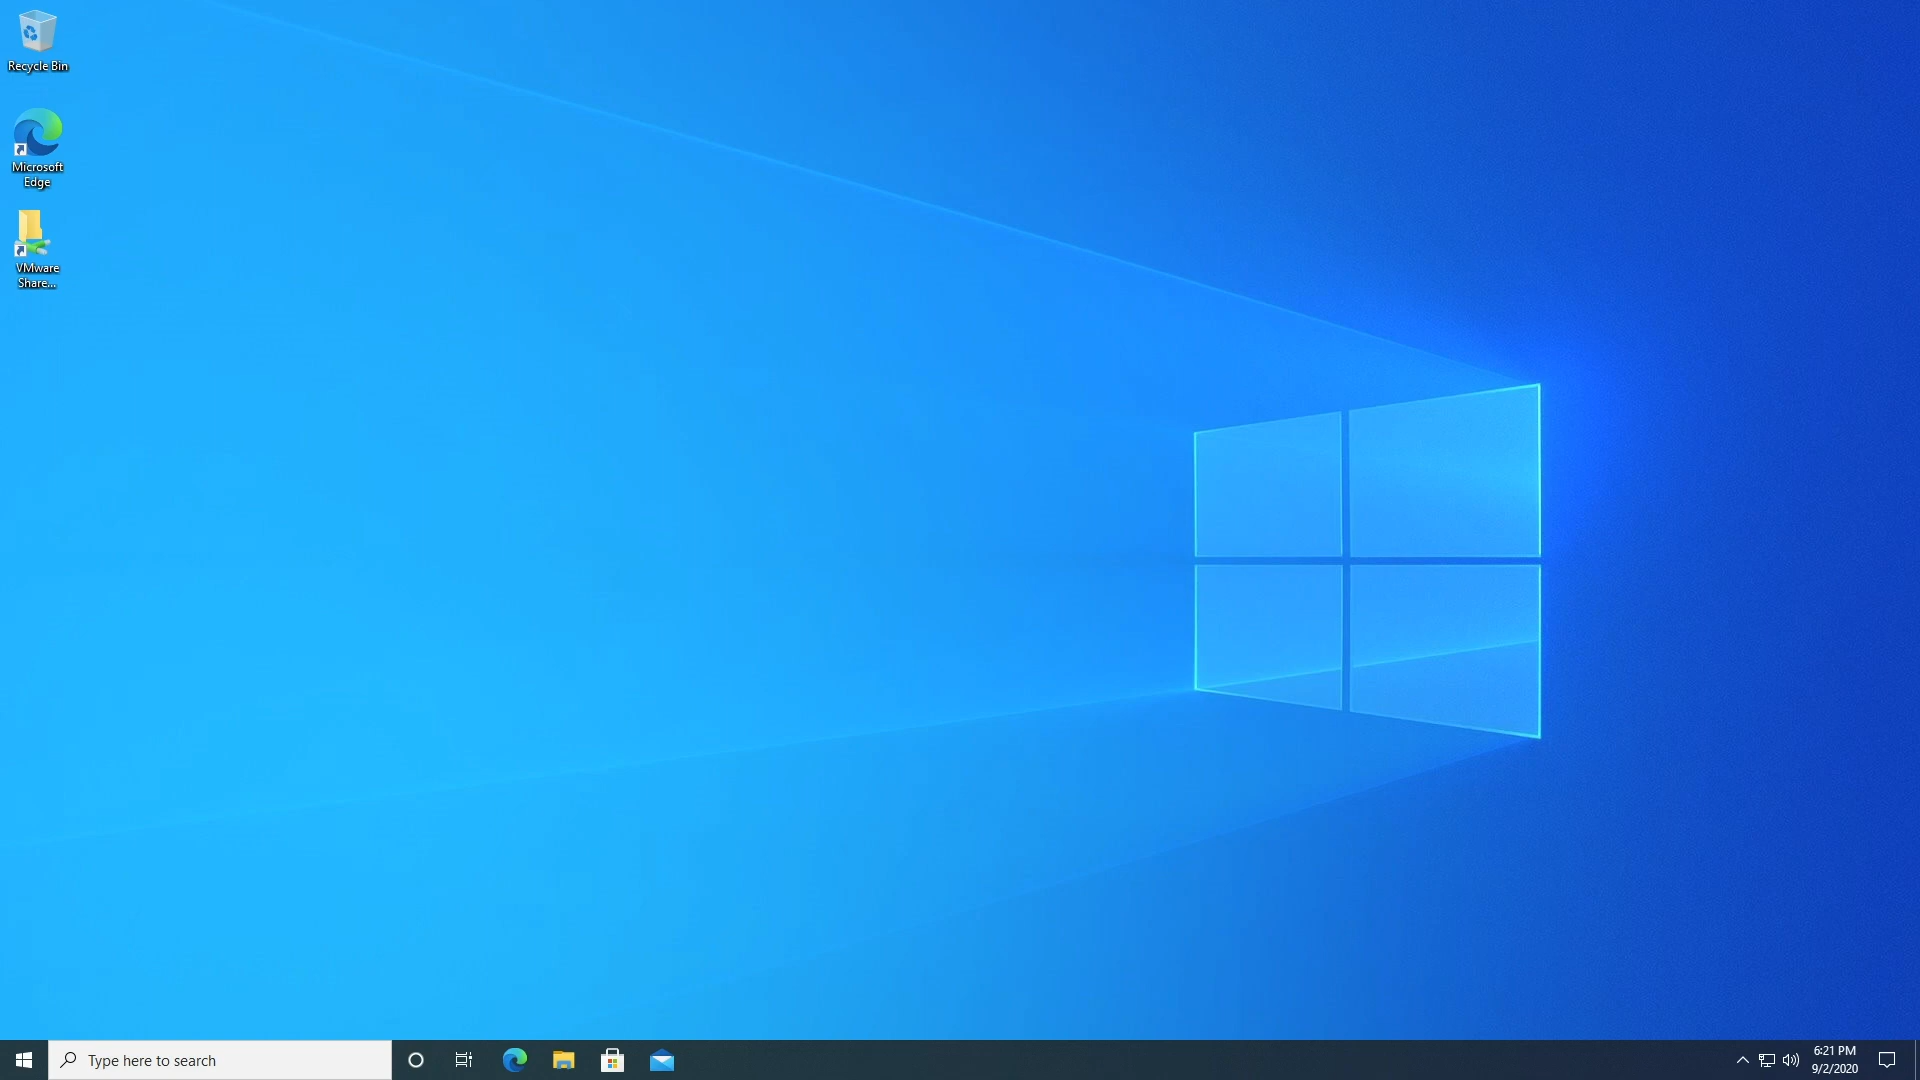 Recycle Bin
Microsoft
Edge
VMware
Share...
Type here to search
6:21 PM
9/2/2020